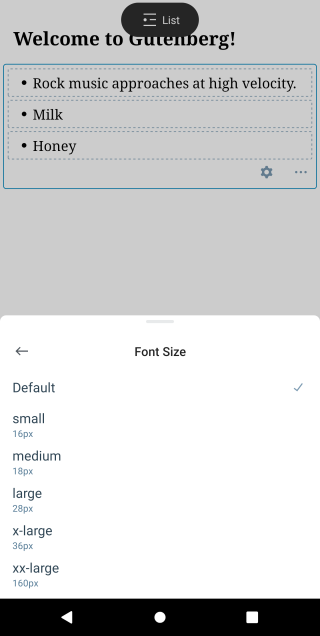 List
Welcome to Gutenberg!
• Rock music approaches at high velocity.
• Milk
• Honey
Font Size
Default
small
16px
medium
18px
large
28px
x-large
36px
xx-large
160px